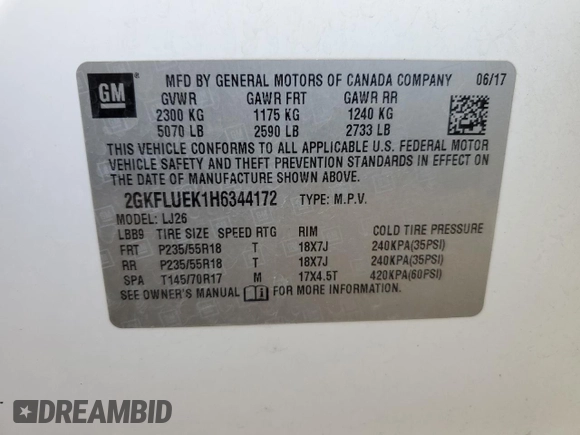 GM ® MFD BY GENERAL MOTORS OF CANADA COMPANY 06/17
GVWR GAWR FRT GAWR RR
2300 KG 1175 KG 1240 KG
5070 LB 2590 LB 2733 LB
THIS VEHICLE CONFORMS TO ALL APPLICABLE U.S. FEDERAL MOTOR
VEHICLE SAFETY AND THEFT PREVENTION STANDARDS IN EFFECT ON
THE DATE OF MANUFACTURE SHOWN ABOVE.
2GKFLUEK1H6344172 TYPE: M.P.V.
MODEL: LJ26
LBB9 TIRE SIZE SPEED RTG RIM COLD TIRE PRESSURE
FRT P235/55R18 T 18X7J 240KPA(35PSI)
RR P235/55R18 T 18X7J 240KPA(35PSI)
SPA T145/70R17 M 17X4.5T 420KPA(60PSI)
SEE OWNER'S MANUAL FOR MORE INFORMATION.
DREAMBID